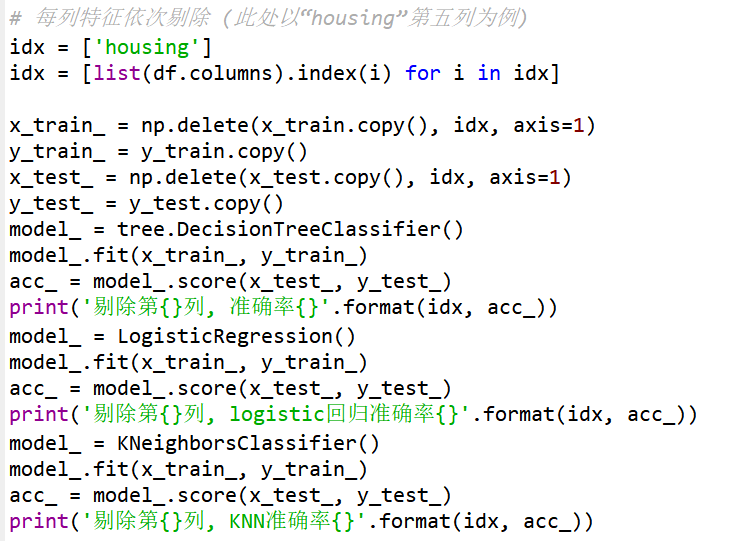 # 每列特征依次剔除 (此处以“housing”第五列为例)
idx = ['housing']
idx = [list(df.columns).index(i) for i in idx]
x_train_ = np.delete(x_train.copy(), idx, axis=1)
y_train_ = y_train.copy()
x_test_ = np.delete(x_test.copy(), idx, axis=1)
y_test_ = y_test.copy()
model_ = tree.DecisionTreeClassifier()
model_.fit(x_train_, y_train_)
acc_ = model_.score(x_test_, y_test_)
print('剔除第{}列, 准确率{}'.format(idx, acc_))
model_ = LogisticRegression()
model_.fit(x_train_, y_train_)
acc_ = model_.score(x_test_, y_test_)
print('剔除第{}列, logistic回归准确率{}'.format(idx, acc_))
model_ = KNeighborsClassifier()
model_.fit(x_train_, y_train_)
acc_ = model_.score(x_test_, y_test_)
print('剔除第{}列, KNN准确率{}'.format(idx, acc_))